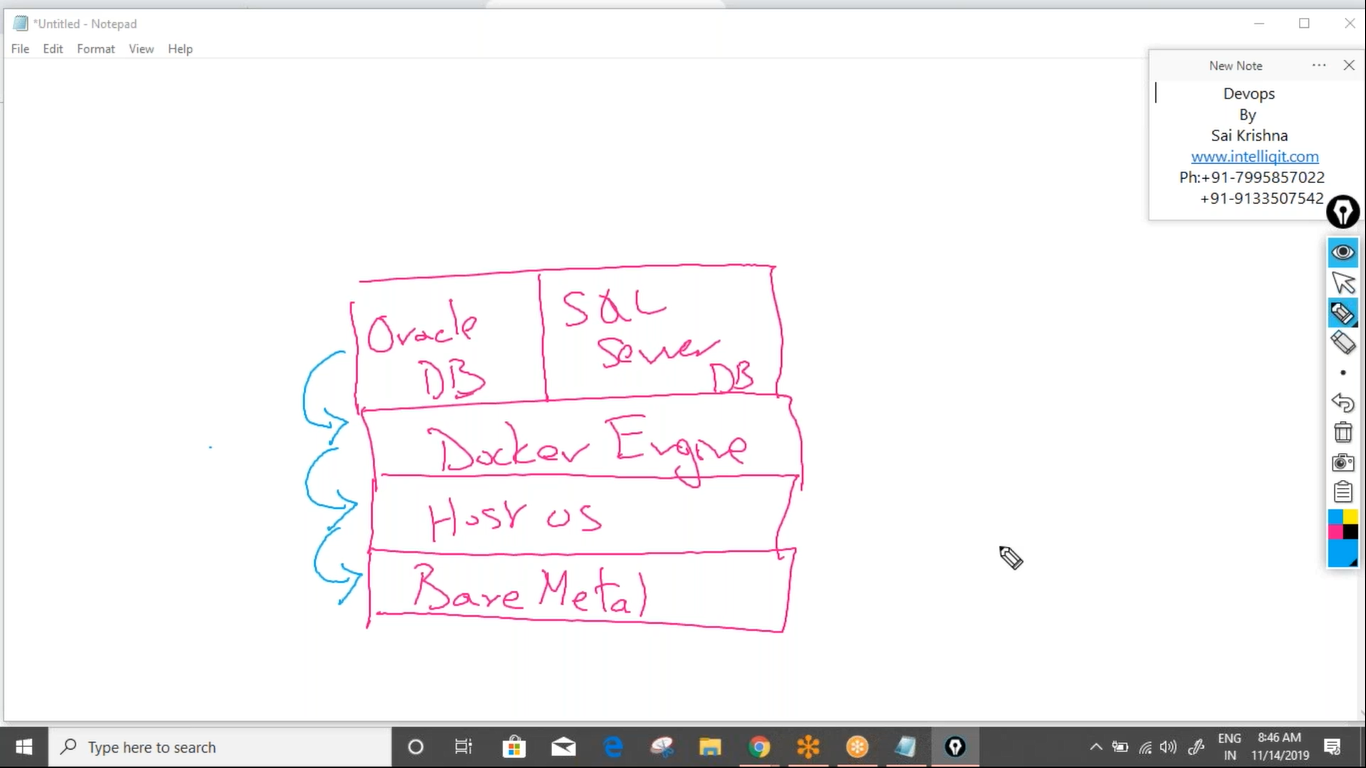 *Untitled - Notepad
File Edit Format View Help
New Note
Devops
By
Sai Krishna
www.intelliqit.com
Ph:+91-7995857022
+91-9133507542
Oracle
DB
SQL
Server
DB
Docker Engine
Host OS
Bare Metal
Type here to search
ENG
IN
8:46 AM
11/14/2019